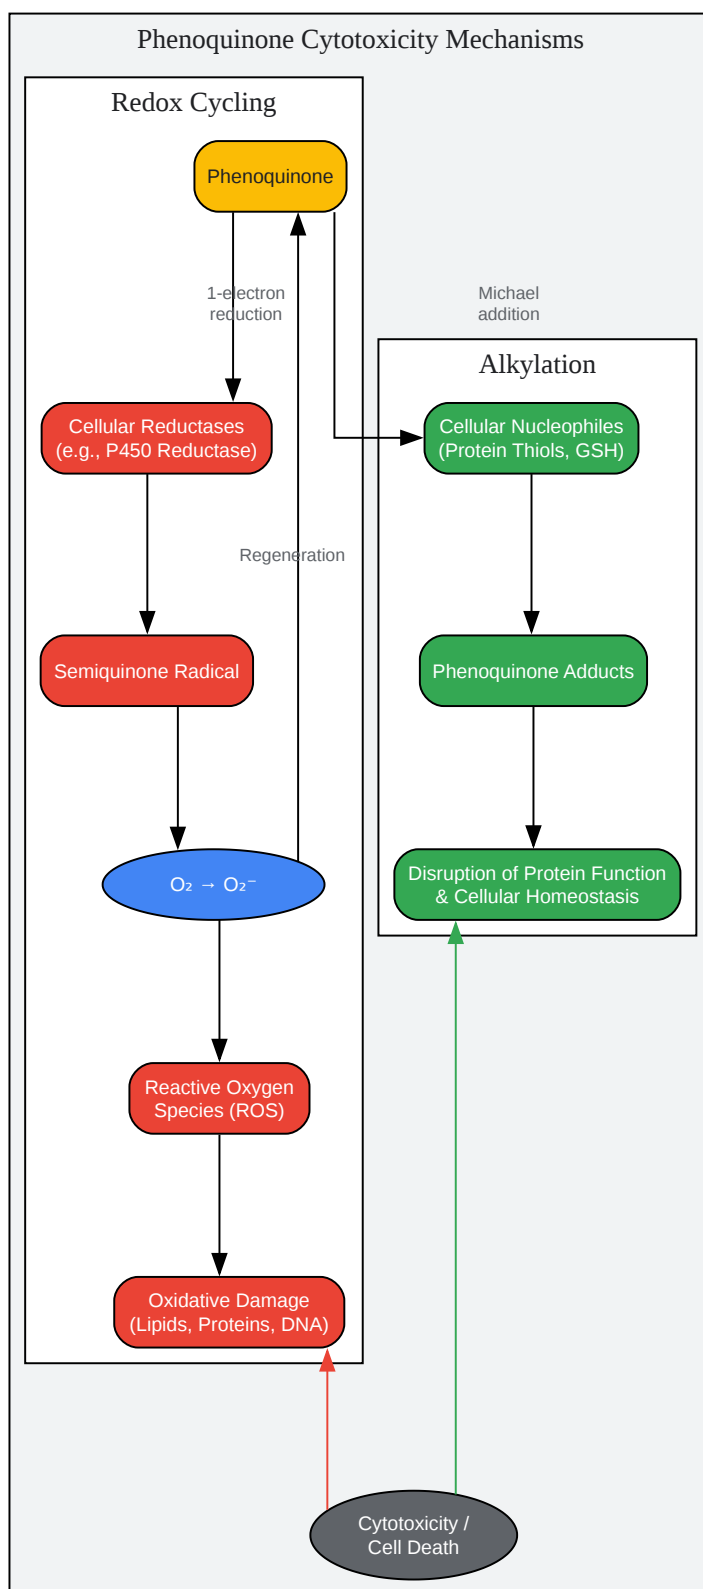 Phenoquinone Cytotoxicity Mechanisms
Redox Cycling
Phenoquinone
1-electron
reduction
Michael
addition
Alkylation
Cellular Reductases
(e.g., P450 Reductase)
Cellular Nucleophiles
(Protein Thiols, GSH)
Regeneration
Semiquinone Radical
Phenoquinone Adducts
O₂ → O₂⁻
Disruption of Protein Function
& Cellular Homeostasis
Reactive Oxygen
Species (ROS)
Oxidative Damage
(Lipids, Proteins, DNA)
Cytotoxicity /
Cell Death